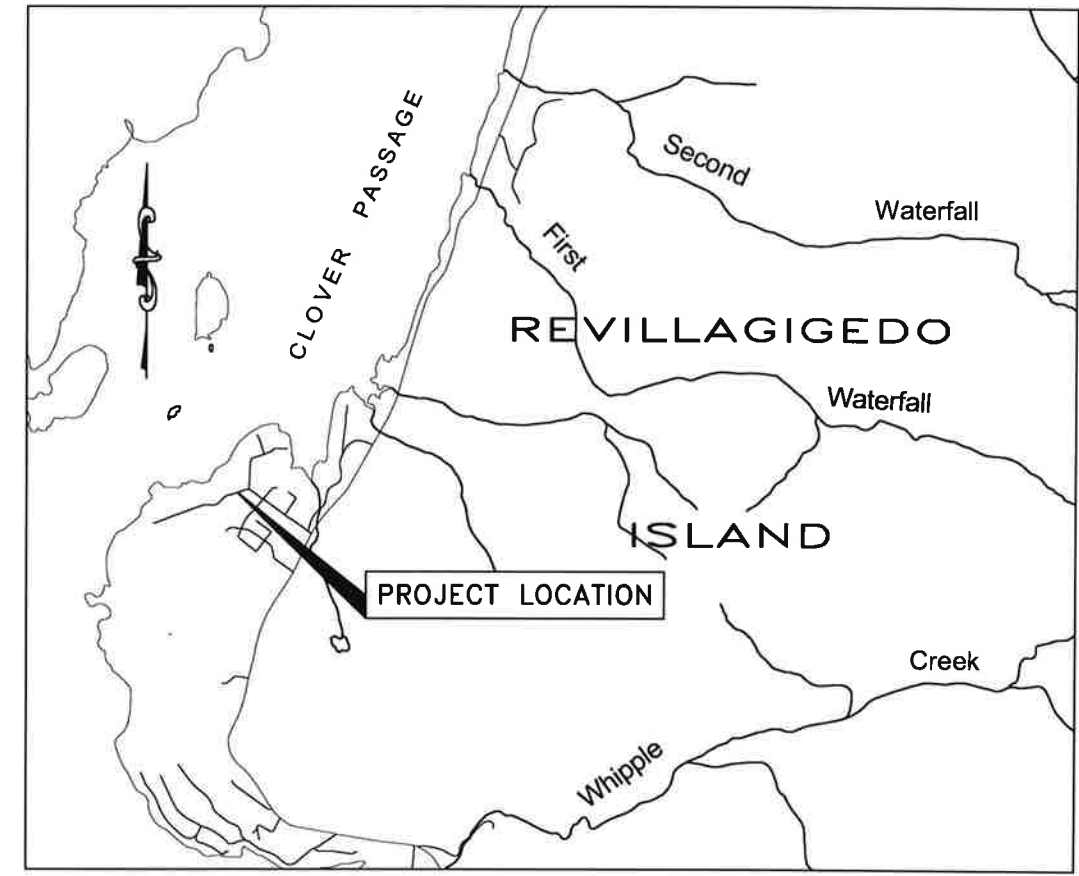 CLOVER PASSAGE
Second
Waterfall
First
REVILLAGIGEDO
Waterfall
ISLAND
PROJECT LOCATION
Creek
Whipple